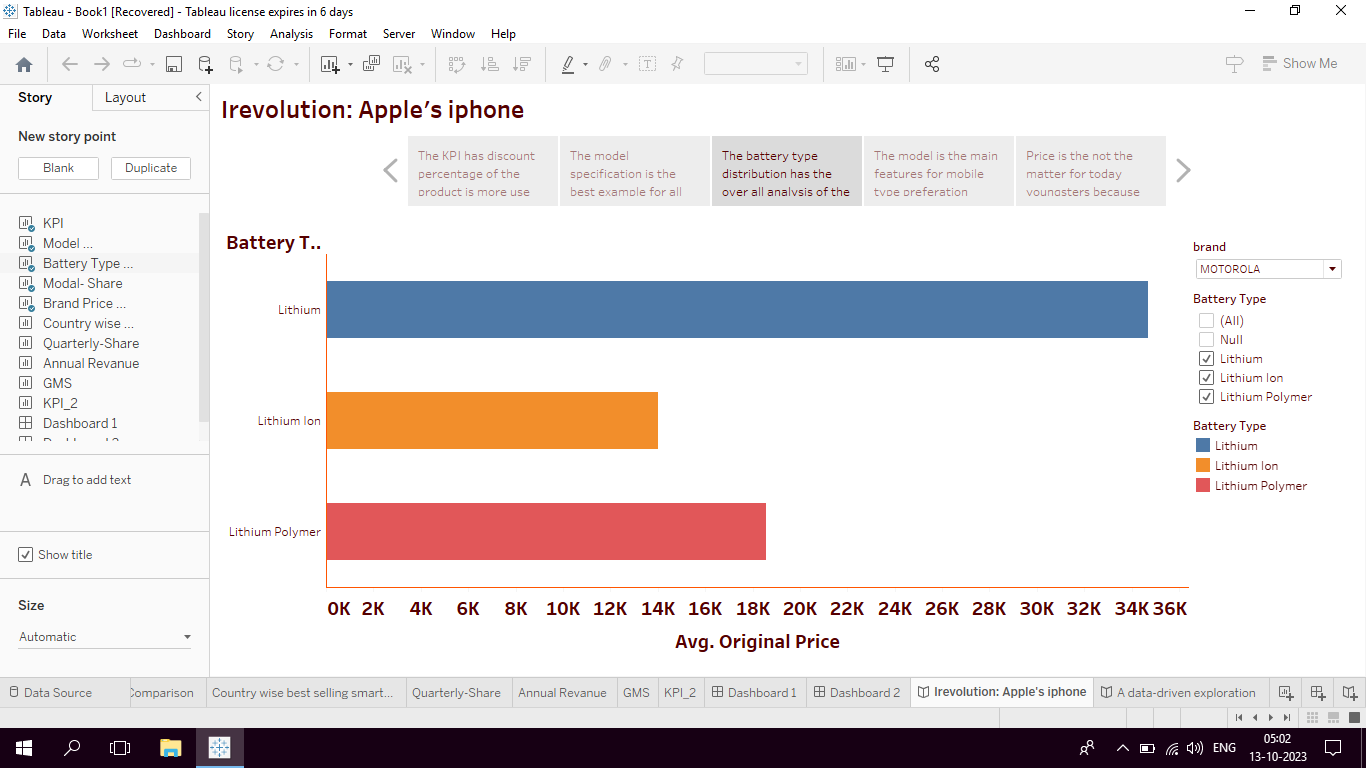 Tableau - Book1 [Recovered] - Tableau license expires in 6 days
File Data Worksheet Dashboard Story Analysis Format Server Window Help
Show Me
Story Layout
New story point
Blank Duplicate
KPI
Model ...
Battery Type ...
Modal- Share
Brand Price ...
Country wise ...
Quarterly-Share
Annual Revanue
GMS
KPI_2
Dashboard 1
A Drag to add text
Show title
Size
Automatic
Irevolution: Apple’s iphone
The KPI has discount
percentage of the
product is more use
The model
specification is the
best example for all
The battery type
distribution has the
over all analysis of the
The model is the main
features for mobile
type preferation
Price is the not the
matter for today
youngsters because
Battery T..
Lithium
Lithium Ion
Lithium Polymer
0K 2K 4K 6K 8K 10K 12K 14K 16K 18K 20K 22K 24K 26K 28K 30K 32K 34K 36K
Avg. Original Price
brand
MOTOROLA
Battery Type
(All)
Null
Lithium
Lithium Ion
Lithium Polymer
Battery Type
Lithium
Lithium Ion
Lithium Polymer
Data Source Comparison Country wise best selling smart... Quarterly-Share Annual Revanue GMS KPI_2 Dashboard 1 Dashboard 2 Irevolution: Apple's iphone A data-driven exploration
ENG
05:02
13-10-2023